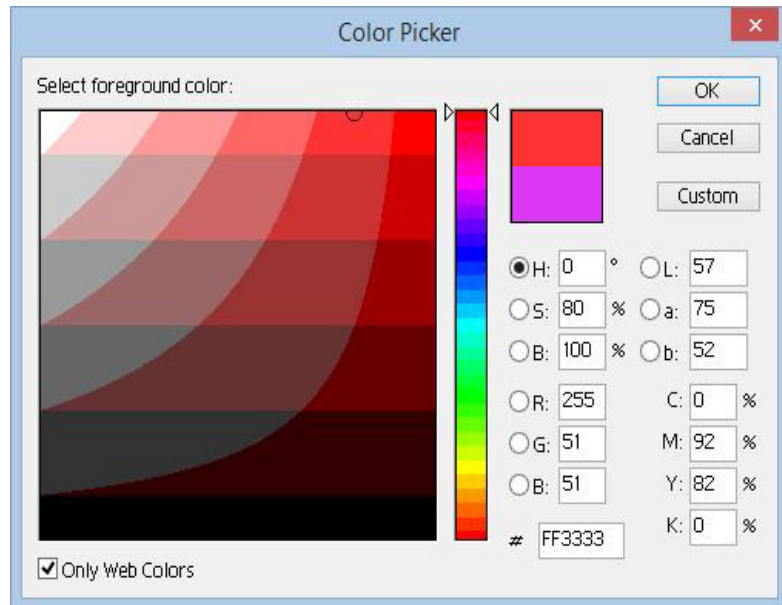 Color Picker
Select foreground color:
OK
Cancel
Custom
H: 0 ° L: 57
S: 80 % a: 75
B: 100 % b: 52
R: 255 C: 0 %
G: 51 M: 92 %
B: 51 Y: 82 %
# FF3333 K: 0 %
Only Web Colors